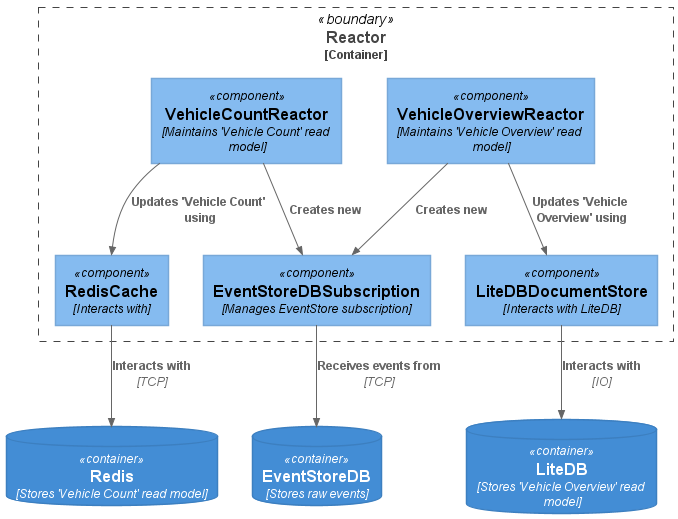 «boundary»
Reactor
[Container]
«component»
VehicleCountReactor
[Maintains 'Vehicle Count' read
model]
«component»
VehicleOverviewReactor
[Maintains 'Vehicle Overview' read
model]
Updates 'Vehicle Count'
using
Creates new
Creates new
Updates 'Vehicle
Overview' using
«component»
RedisCache
[Interacts with]
«component»
EventStoreDBSubscription
[Manages EventStore subscription]
«component»
LiteDBDocumentStore
[Interacts with LiteDB]
Interacts with
[TCP]
Receives events from
[TCP]
Interacts with
[IO]
«container»
Redis
[Stores 'Vehicle Count' read model]
«container»
EventStoreDB
[Stores raw events]
«container»
LiteDB
[Stores 'Vehicle Overview' read
model]